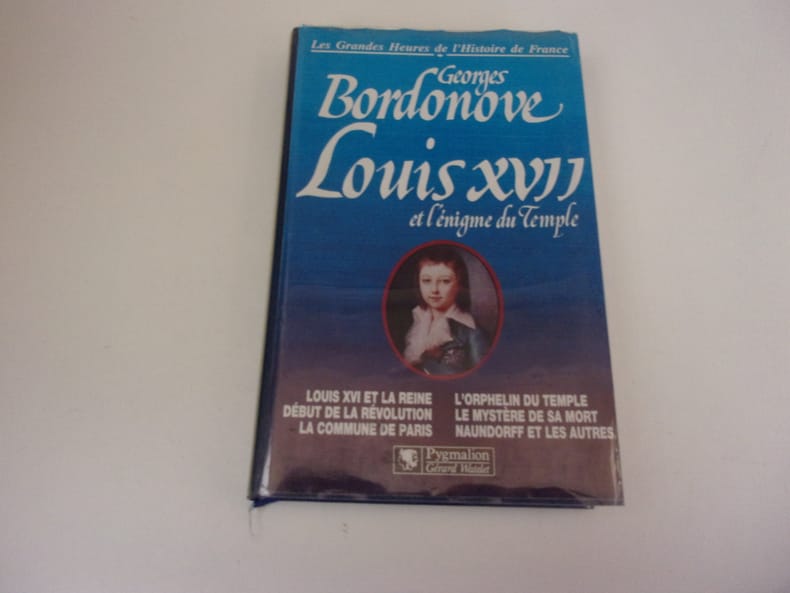 Les Grandes Heures de l'Histoire de France
Georges
Bordonove
Louis XVII
et l'énigme du Temple
LOUIS XVI ET LA REINE
DÉBUT DE LA RÉVOLUTION
LA COMMUNE DE PARIS
L'ORPHELIN DU TEMPLE
LE MYSTÈRE DE SA MORT
NAUNDORFF ET LES AUTRES
Pygmalion
Gérard Watelet